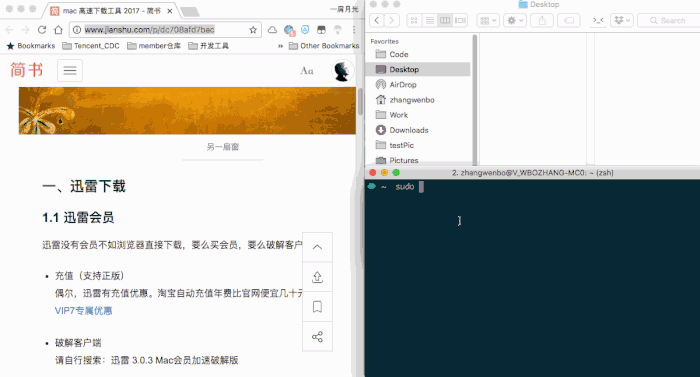 mac 高速下载工具 2017 - 简书
一扇月光
www.jianshu.com/p/dc708afd7bac
Bookmarks
Tencent_CDC
member仓库
开发工具
Other Bookmarks
简书
Aa
另一扇窗
一、迅雷下载
1.1 迅雷会员
迅雷没有会员不如浏览器直接下载，要么买会员，要么破解客户
充值（支持正版）
偶尔，迅雷有充值优惠。淘宝自动充值年费比官网便宜几十元
VIP7专属优惠
破解客户端
请自行搜索：迅雷 3.0.3 Mac会员加速破解版
Desktop
Search
Favorites
Code
Desktop
AirDrop
zhangwenbo
Work
Downloads
testPic
Pictures
2. zhangwenbo@V_WBOZHANG-MC0: ~ (zsh)
~ sudo